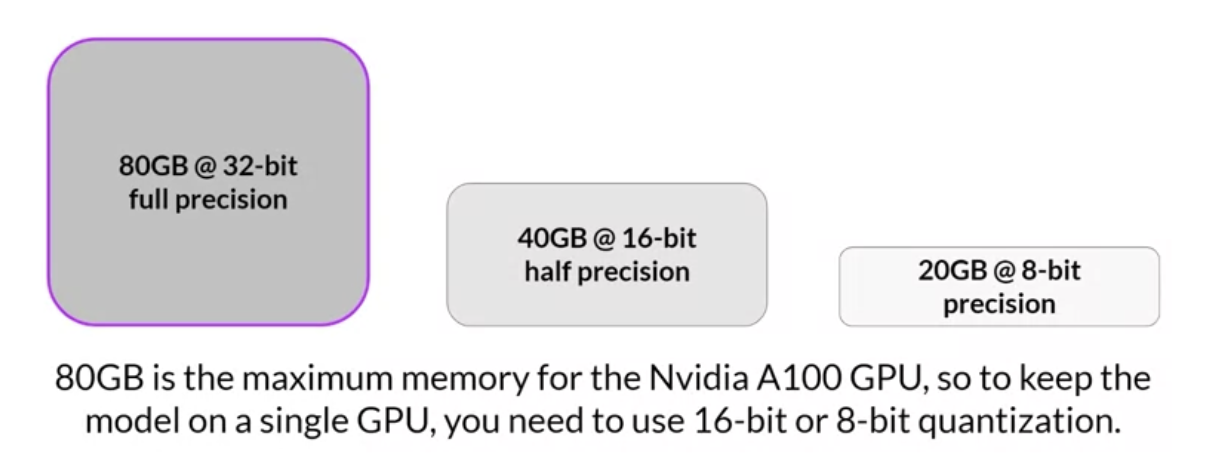 80GB @ 32-bit
full precision
40GB @ 16-bit
half precision
20GB @ 8-bit
precision
80GB is the maximum memory for the Nvidia A100 GPU, so to keep the
model on a single GPU, you need to use 16-bit or 8-bit quantization.